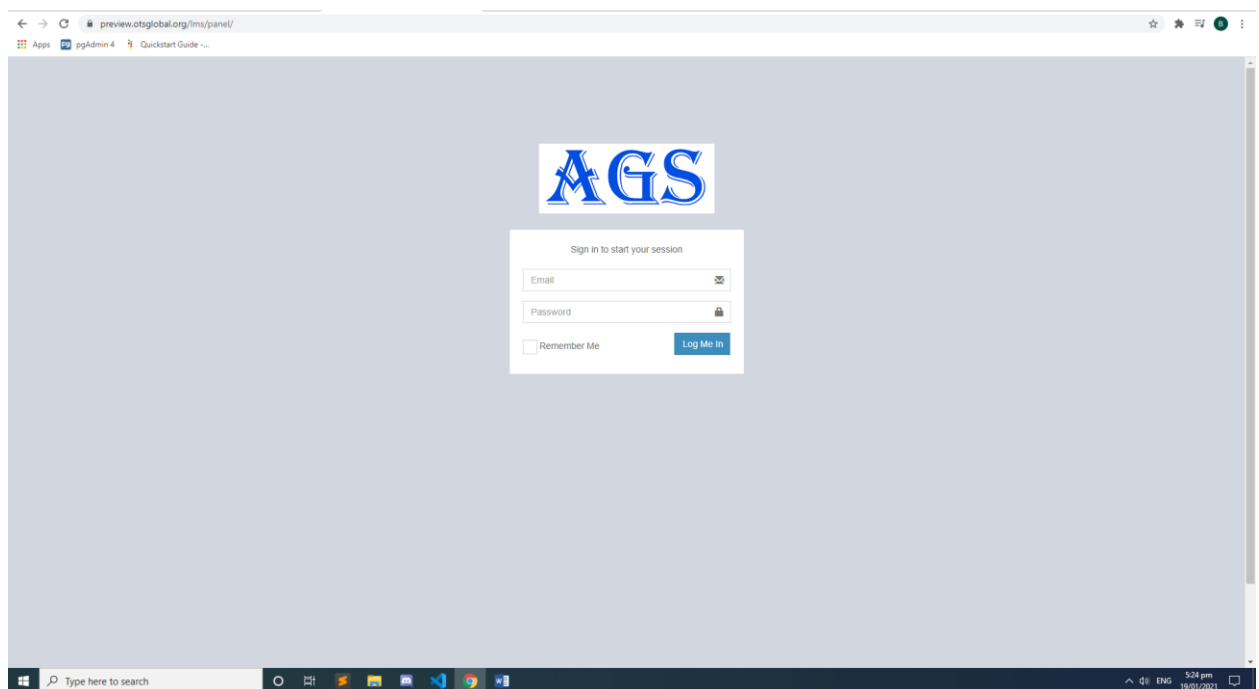 preview.otsglobal.org/lms/panel/
B
Apps Pg pgAdmin 4 Quickstart Guide -...
AGS
Sign in to start your session
Email
Password
Remember Me Log Me In
Type here to search
ENG 5:24 pm
19/01/2021